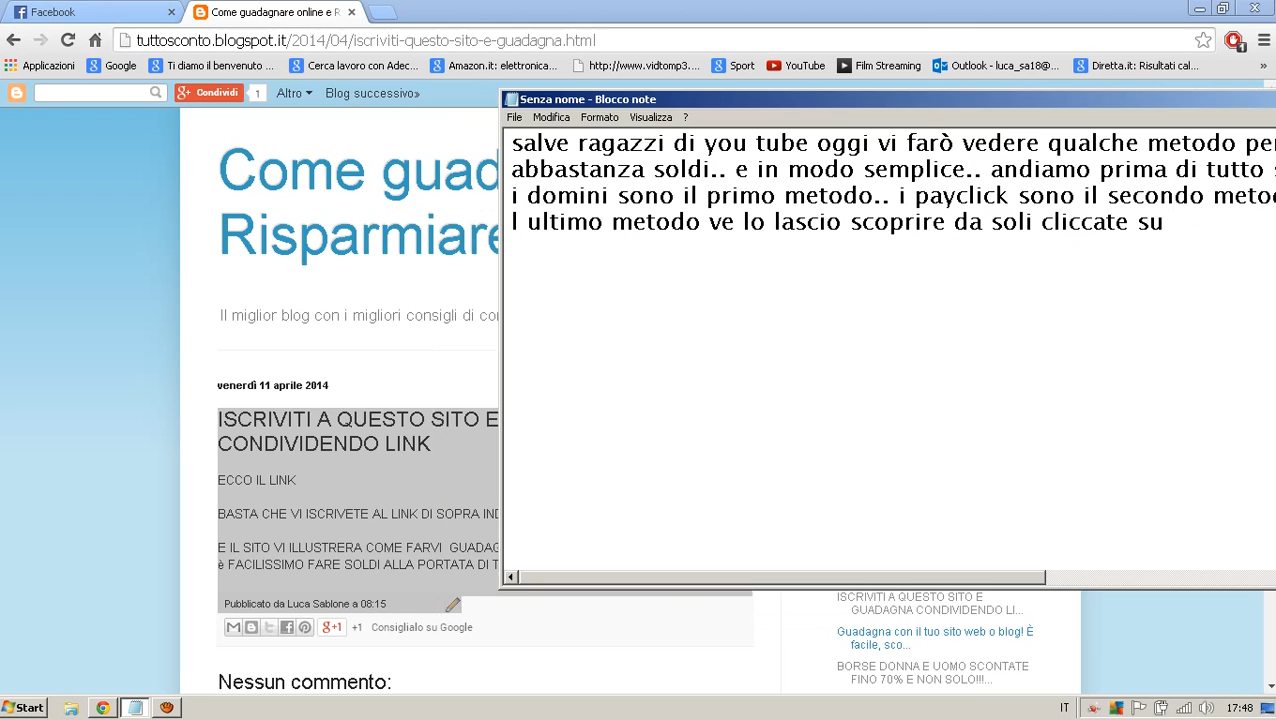 Facebook
Come guadagnare online e R
tuttosconto.blogspot.it/2014/04/iscriviti-questo-sito-e-guadagna.html
Applicazioni
Google
Ti diamo il benvenuto ...
Cerca lavoro con Adec...
Amazon.it: elettronica...
http://www.vidtomp3...
Sport
YouTube
Film Streaming
Outlook - luca_sa18@...
Diretta.it: Risultati cal...
Condividi
1
Altro
Blog successivo»
Senza nome - Blocco note
File Modifica Formato Visualizza ?
salve ragazzi di you tube oggi vi farò vedere qualche metodo per
abbastanza soldi.. e in modo semplice.. andiamo prima di tutto s
i domini sono il primo metodo.. i payclick sono il secondo metod
l ultimo metodo ve lo lascio scoprire da soli cliccate su
Come guad
Risparmiare
Il miglior blog con i migliori consigli di co
venerdì 11 aprile 2014
ISCRIVITI A QUESTO SITO E
CONDIVIDENDO LINK
ECCO IL LINK
BASTA CHE VI ISCRIVETE AL LINK DI SOPRA IND
E IL SITO VI ILLUSTRERA COME FARVI GUADAG
è FACILISSIMO FARE SOLDI ALLA PORTATA DI T
Pubblicato da Luca Sablone a 08:15
g+1 +1 Consiglialo su Google
Nessun commento:
ISCRIVITI A QUESTO SITO E
GUADAGNA CONDIVIDENDO LI...
Guadagna con il tuo sito web o blog! È
facile, sco...
BORSE DONNA E UOMO SCONTATE
FINO 70% E NON SOLO!!!...
Start
IT
17:48